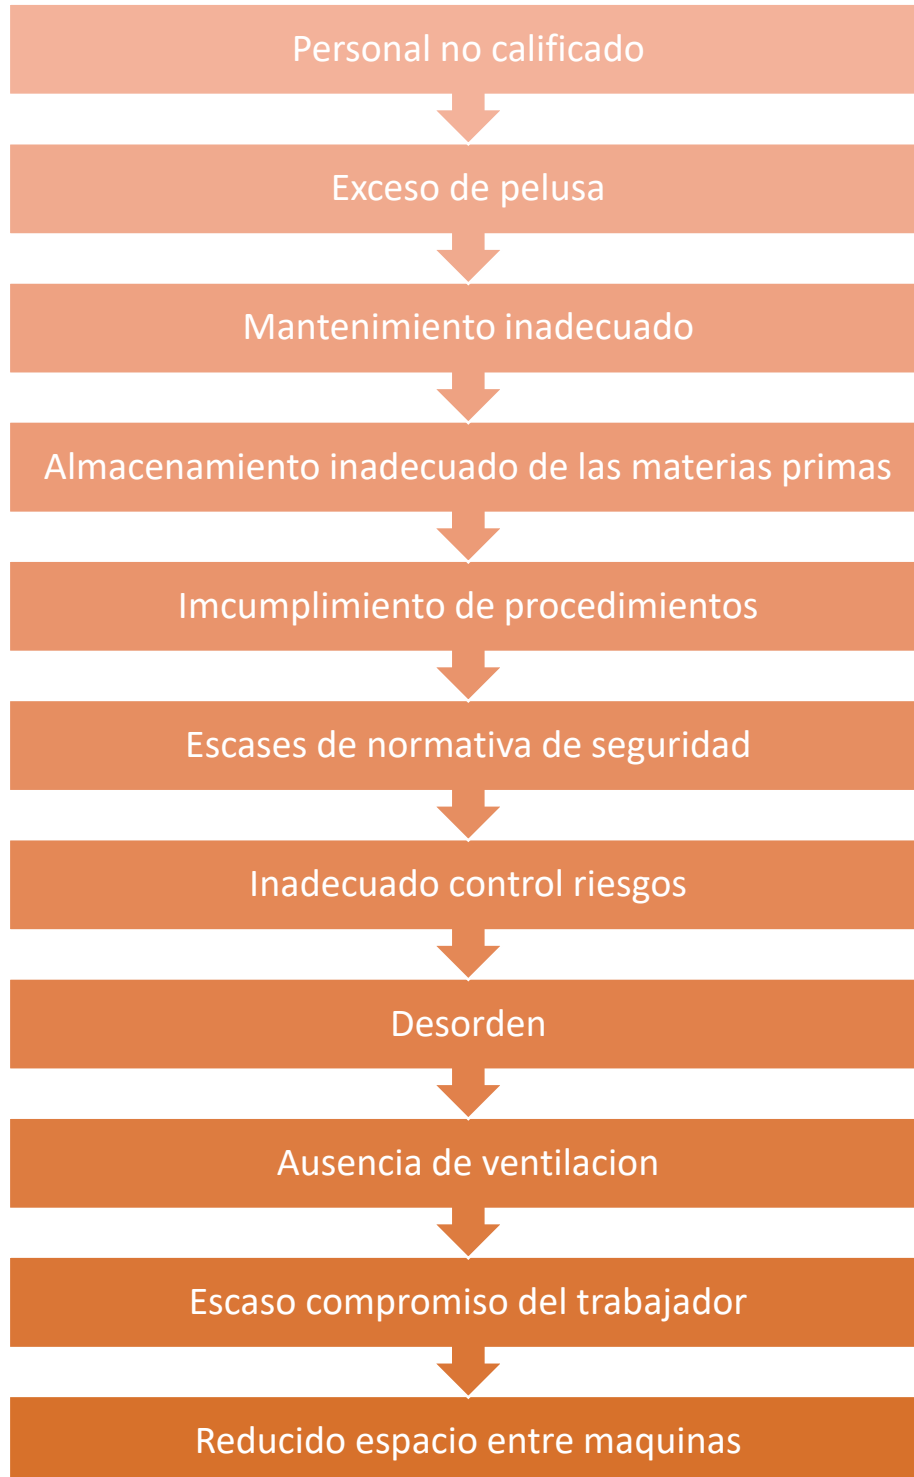 Personal no calificado
Exceso de pelusa
Mantenimiento inadecuado
Almacenamiento inadecuado de las materias primas
Imcumplimiento de procedimientos
Escases de normativa de seguridad
Inadecuado control riesgos
Desorden
Ausencia de ventilacion
Escaso compromiso del trabajador
Reducido espacio entre maquinas